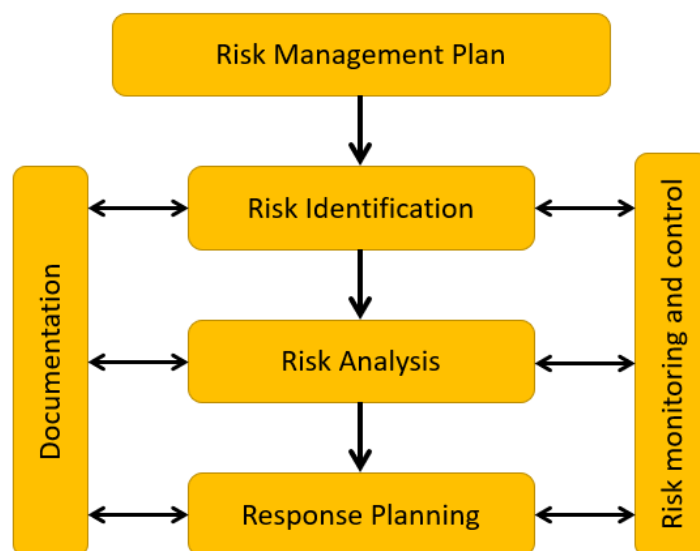 Risk Management Plan
Risk Identification
Risk Analysis
Response Planning
Documentation
Risk monitoring and control